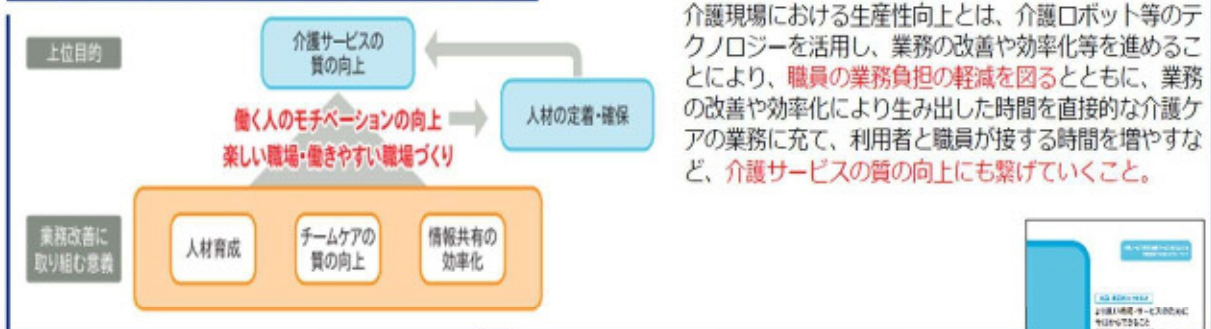 上位目的
介護サービスの
質の向上
働く人のモチベーションの向上
楽しい職場・働きやすい職場づくり
人材の定着・確保
業務改善に
取り組む意義
人材育成
チームケアの
質の向上
情報共有の
効率化
介護現場における生産性向上とは、介護ロボット等のテ
クノロジーを活用し、業務の改善や効率化等を進めるこ
とにより、職員の業務負担の軽減を図るとともに、業務
の改善や効率化により生み出した時間を直接的な介護ケ
アの業務に充て、利用者と職員が接する時間を増やすな
ど、介護サービスの質の向上にも繋げていくこと。